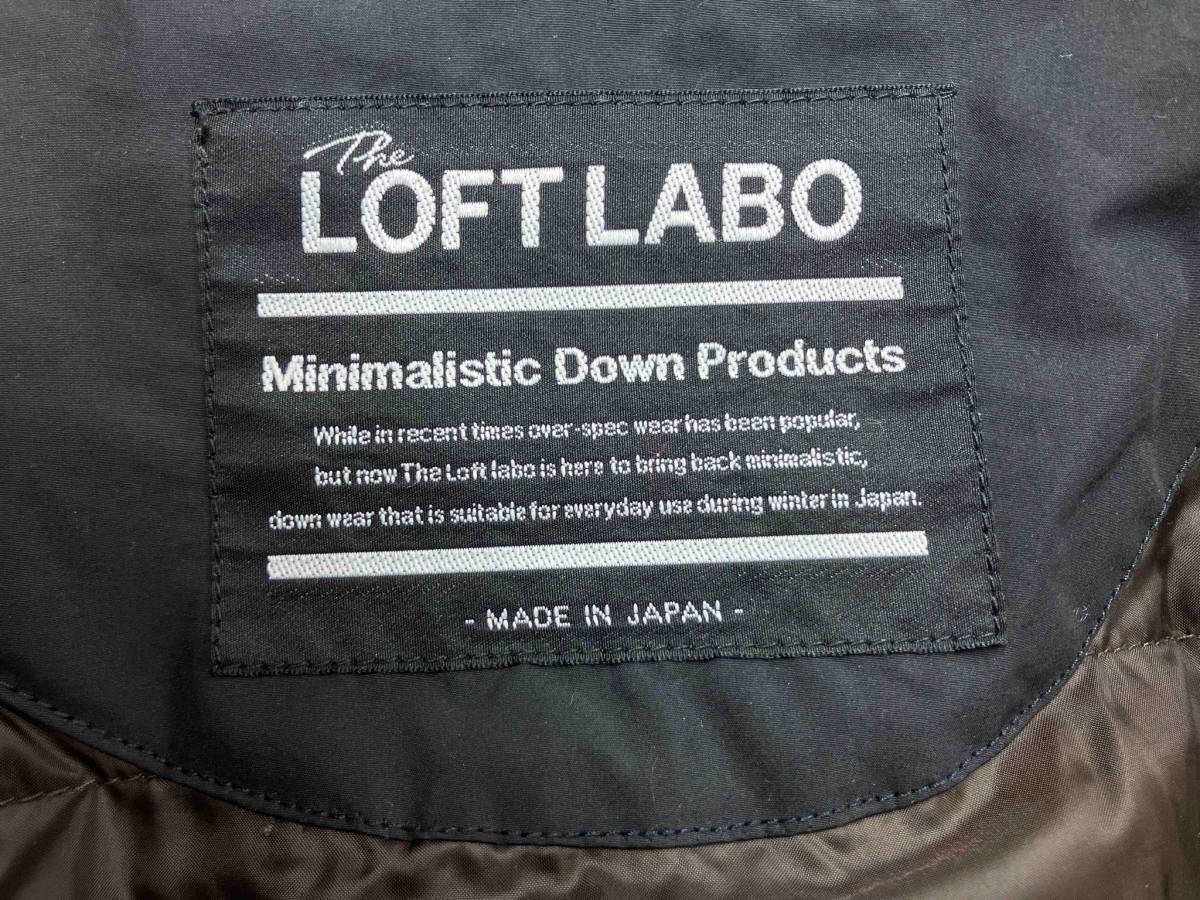 The
LOFT LABO
Minimalistic Down Products
While in recent times over-spec wear has been popular,
but now The Loft labo is here to bring back minimalistic,
down wear that is suitable for everyday use during winter in Japan.
- MADE IN JAPAN -